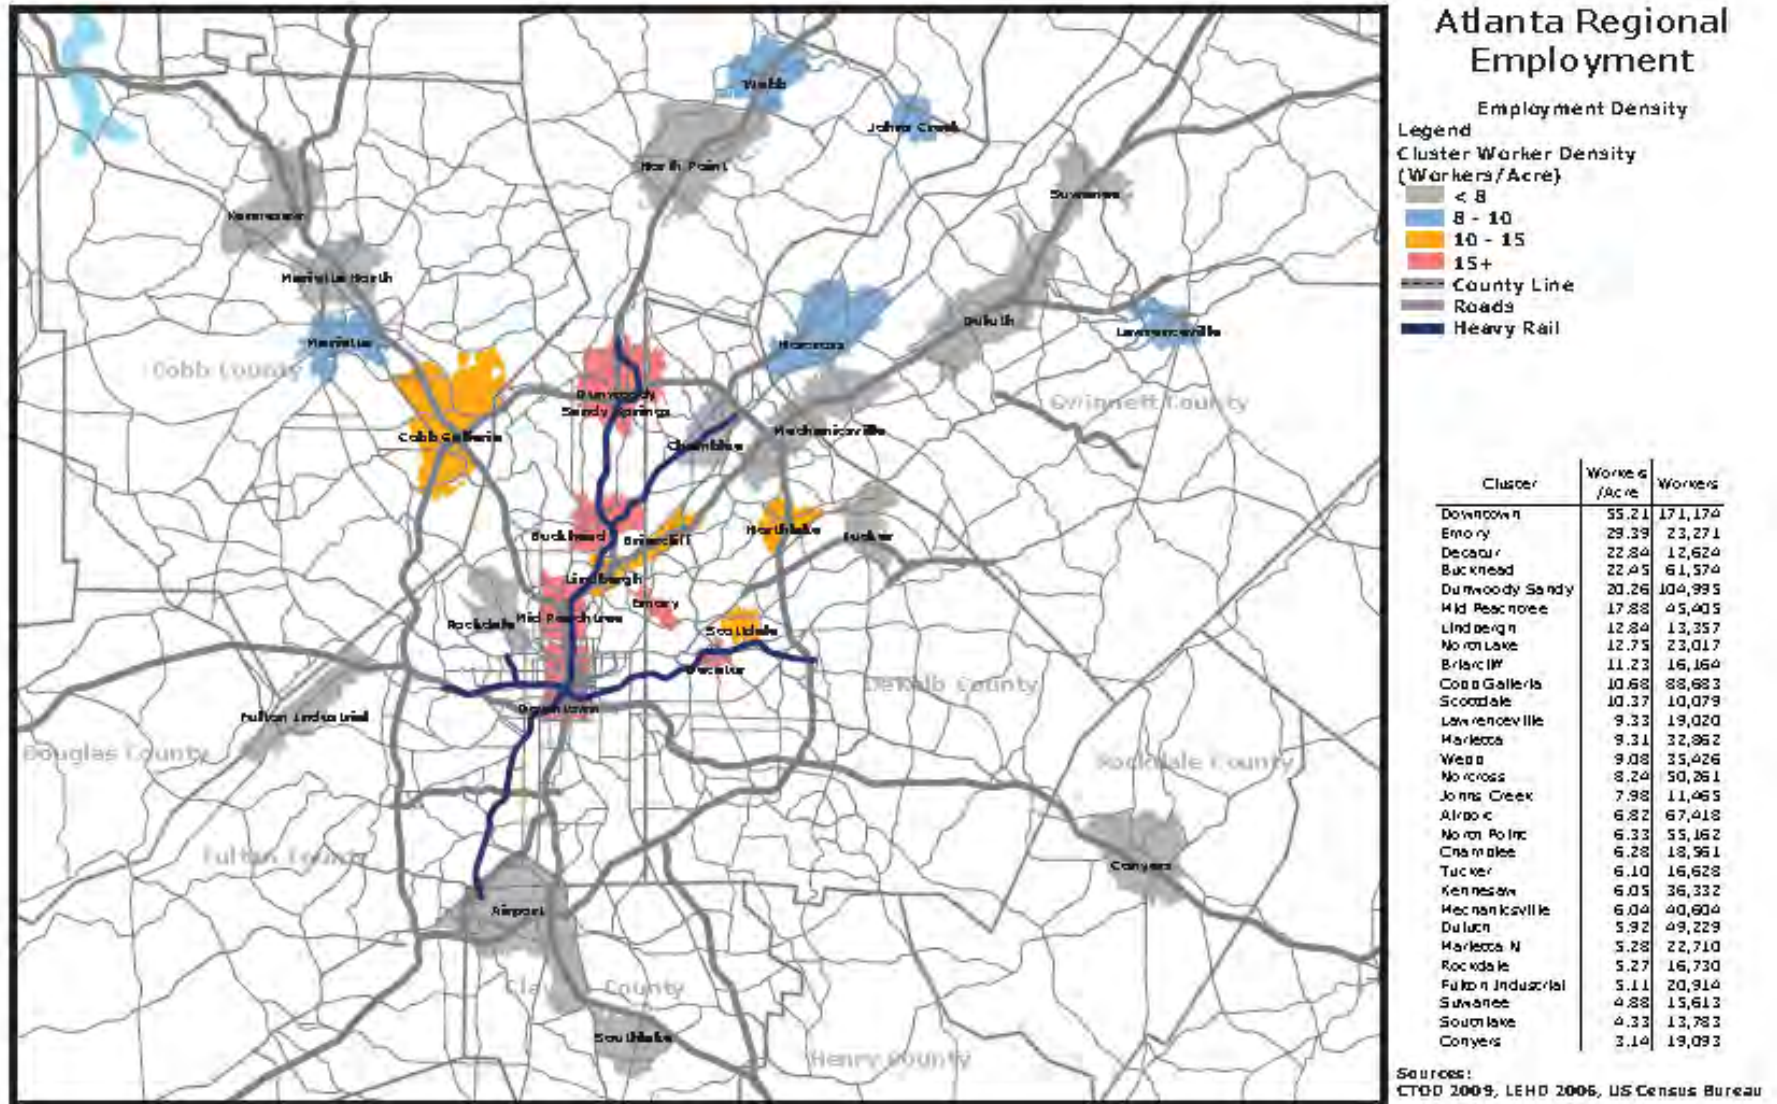 Atlanta Regional
Employment
Employment Density
Legend
Cluster Worker Density
(Workers/Acre)
< 8
8 - 10
10 - 15
15+
County Line
Roads
Heavy Rail
Webb
Johns Creek
North Point
Suwanee
Kennesaw
Marietta North
Marietta
Norcross
Duluth
Lawrenceville
Cobb County
Dunwoody
Sandy Springs
Gwinnett County
Cobb Galleria
Chamblee
Mechanicsville
Buckhead
Briarcliff
Northlake
Tucker
Lindbergh
Emory
Rockdale
Mid Peachtree
Scottdale
Decatur
DeKalb County
Downtown
Fulton Industrial
Douglas County
Rockdale County
Fulton County
Conyers
Airport
Clay County
Southlake
Henry County
Cluster Workers /Acre Workers
Downtown 55.21 171,174
Emory 29.39 23,271
Decatur 22.84 12,624
Buckhead 22.45 61,574
Dunwoody Sandy 20.26 104,995
Mid Peachtree 17.88 45,405
Lindbergh 12.84 13,357
NorthLake 12.75 23,017
Briarcliff 11.23 16,164
Cobb Galleria 10.68 88,683
Scottdale 10.37 10,079
Lawrenceville 9.33 19,020
Marietta 9.31 32,862
Webb 9.08 35,426
Norcross 8.24 50,261
Johns Creek 7.98 11,465
Airport 6.82 67,418
North Point 6.33 55,162
Chamblee 6.28 18,561
Tucker 6.10 16,628
Kennesaw 6.05 36,332
Mechanicsville 6.04 40,604
Duluth 5.92 49,229
Marietta N 5.28 22,710
Rockdale 5.27 16,730
Fulton Industrial 5.11 20,914
Suwanee 4.88 15,613
Southlake 4.33 13,783
Conyers 3.14 19,093
Sources:
CTOD 2009, LEHD 2006, US Census Bureau